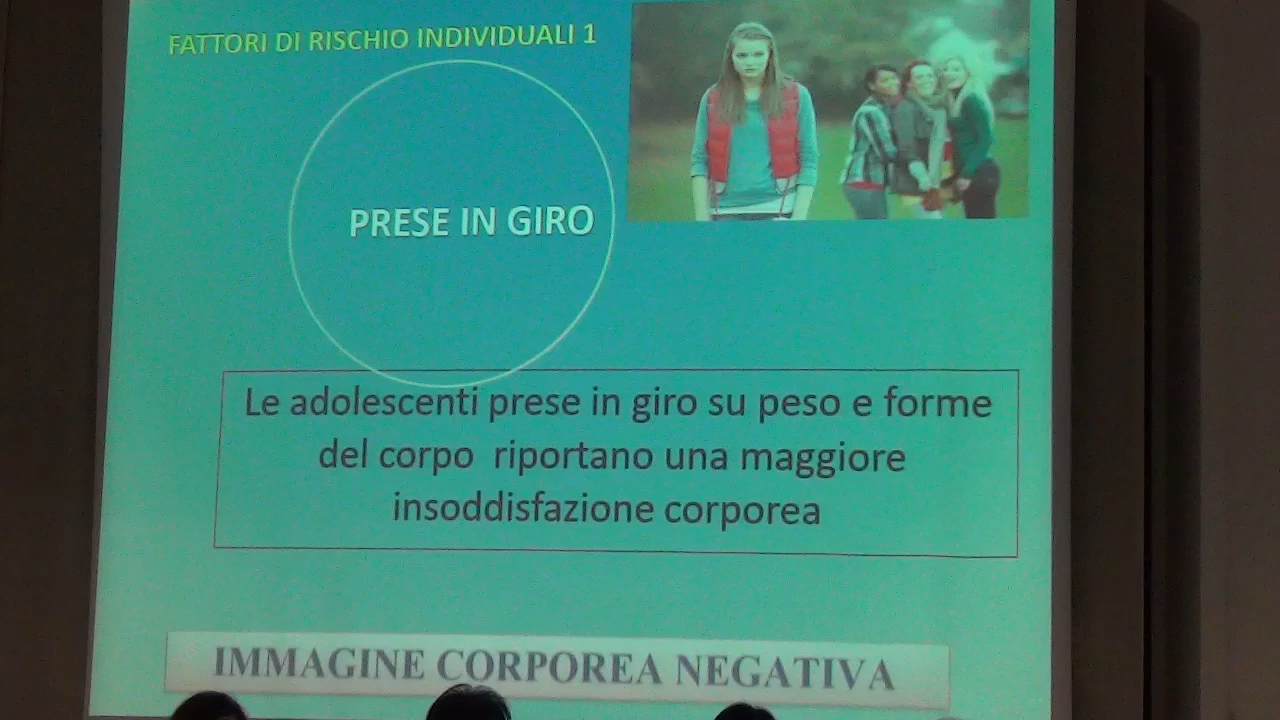 FATTORI DI RISCHIO INDIVIDUALI 1
PRESE IN GIRO
Le adolescenti prese in giro su peso e forme
del corpo riportano una maggiore
insoddisfazione corporea
IMMAGINE CORPOREA NEGATIVA